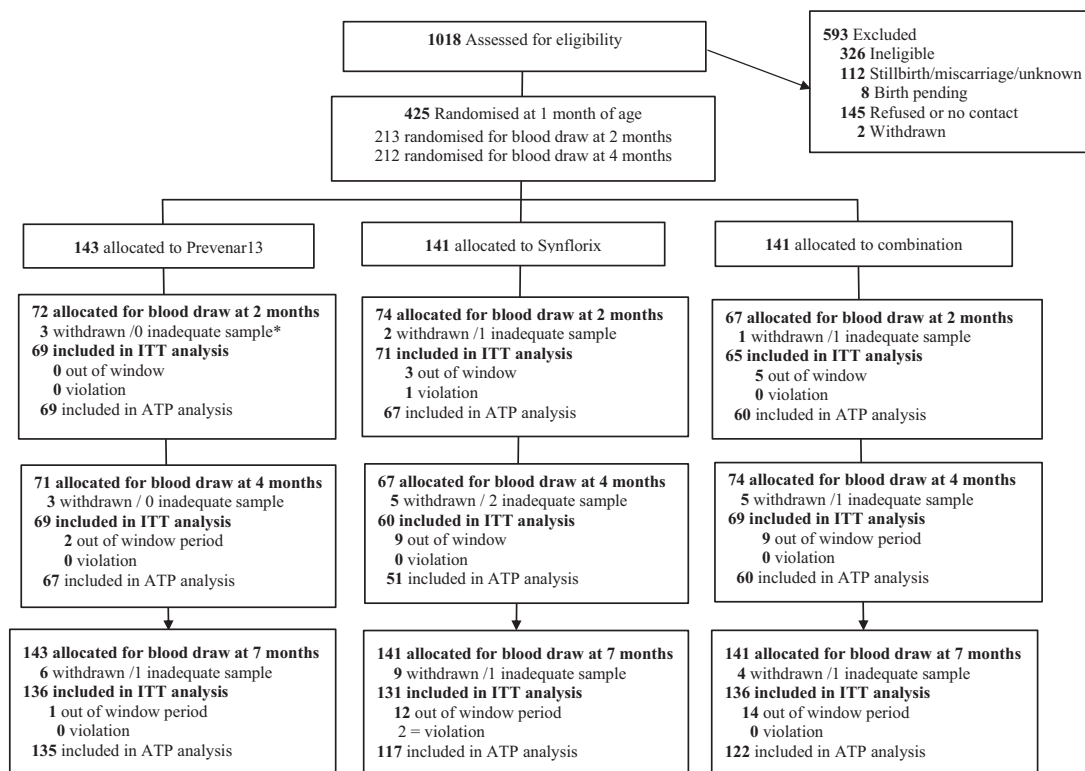 1018 Assessed for eligibility
593 Excluded
326 Ineligible
112 Stillbirth/miscarriage/unknown
8 Birth pending
145 Refused or no contact
2 Withdrawn
425 Randomised at 1 month of age
213 randomised for blood draw at 2 months
212 randomised for blood draw at 4 months
143 allocated to Prevenar13
141 allocated to Synflorix
141 allocated to combination
72 allocated for blood draw at 2 months
3 withdrawn /0 inadequate sample*
69 included in ITT analysis
0 out of window
0 violation
69 included in ATP analysis
74 allocated for blood draw at 2 months
2 withdrawn /1 inadequate sample
71 included in ITT analysis
3 out of window
1 violation
67 included in ATP analysis
67 allocated for blood draw at 2 months
1 withdrawn /1 inadequate sample
65 included in ITT analysis
5 out of window
0 violation
60 included in ATP analysis
71 allocated for blood draw at 4 months
3 withdrawn / 0 inadequate sample
69 included in ITT analysis
2 out of window period
0 violation
67 included in ATP analysis
67 allocated for blood draw at 4 months
5 withdrawn / 2 inadequate sample
60 included in ITT analysis
9 out of window
0 violation
51 included in ATP analysis
74 allocated for blood draw at 4 months
5 withdrawn /1 inadequate sample
69 included in ITT analysis
9 out of window period
0 violation
60 included in ATP analysis
143 allocated for blood draw at 7 months
6 withdrawn /1 inadequate sample
136 included in ITT analysis
1 out of window period
0 violation
135 included in ATP analysis
141 allocated for blood draw at 7 months
9 withdrawn /1 inadequate sample
131 included in ITT analysis
12 out of window period
2 = violation
117 included in ATP analysis
141 allocated for blood draw at 7 months
4 withdrawn /1 inadequate sample
136 included in ITT analysis
14 out of window period
0 violation
122 included in ATP analysis